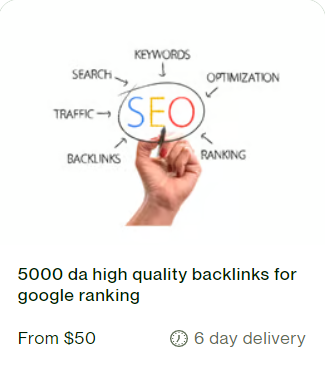 KEYWORDS
SEARCH
OPTIMIZATION
TRAFFIC
SEO
BACKLINKS
RANKING
5000 da high quality backlinks for
google ranking
From $50
6 day delivery